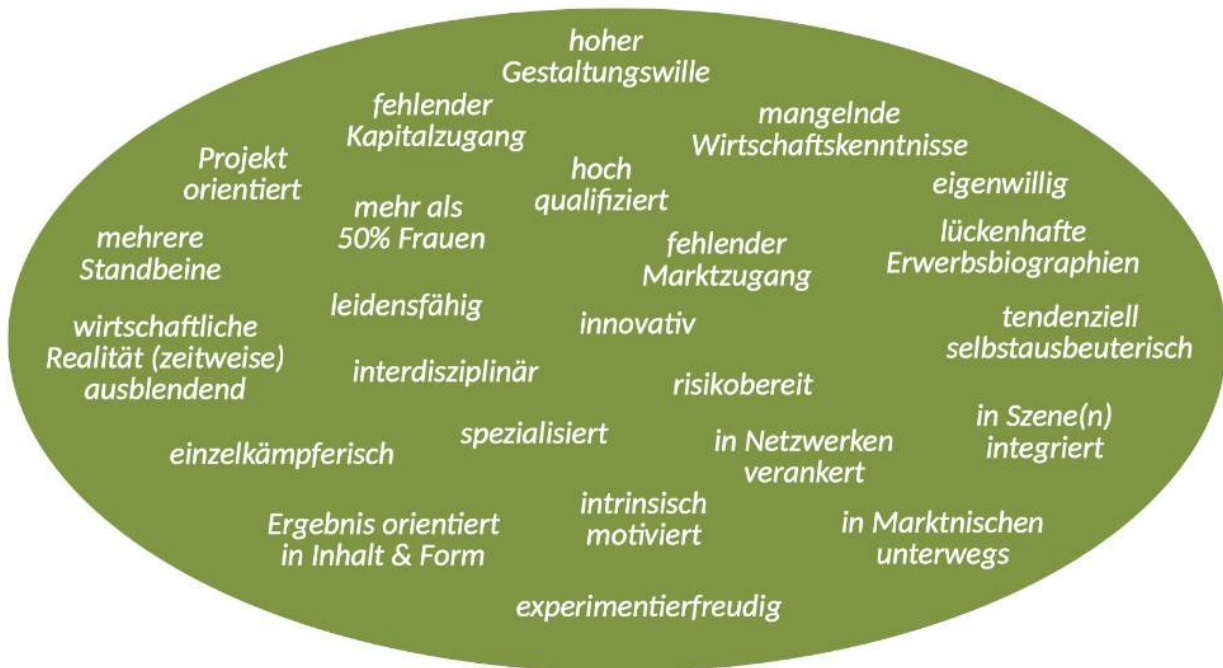 hoher
Gestaltungswille
fehlender
Kapitalzugang
mangelnde
Wirtschaftskenntnisse
Projekt
orientiert
hoch
qualifiziert
eigenwillig
mehr als
50% Frauen
mehrere
Standbeine
fehlender
Marktzugang
lückenhafte
Erwerbsbiographien
leidensfähig
innovativ
tendenziell
selbstausbeuterisch
wirtschaftliche
Realität (zeitweise)
ausblendend
interdisziplinär
risikobereit
in Szene(n)
integriert
einzelkämpferisch
spezialisiert
in Netzwerken
verankert
Ergebnis orientiert
in Inhalt & Form
intrinsisch
motiviert
in Marktnischen
unterwegs
experimentierfreudig